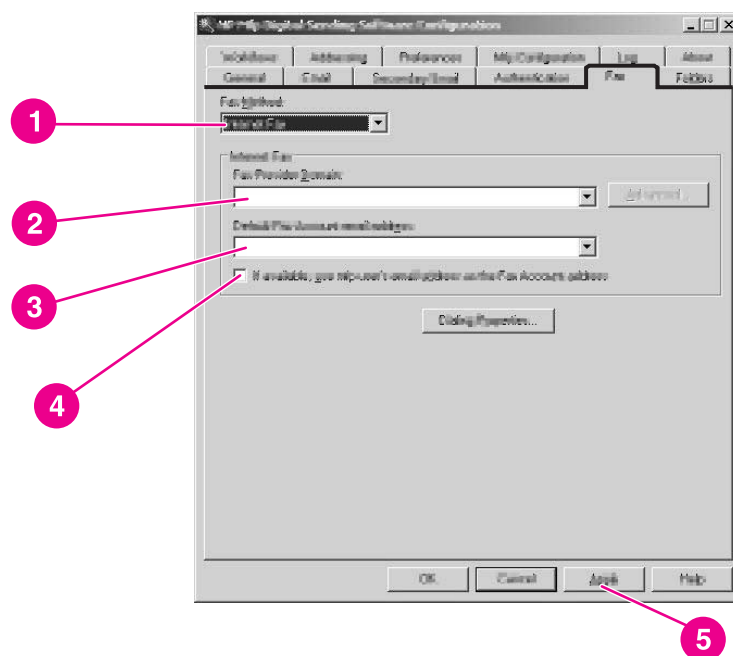 HP Mfp Digital Sending Software Configuration
Workflows Addressing Preferences Mfp Configuration Log About
General Email Secondary Email Authentication Fax Folders
Fax Method:
1
Internet Fax
Internet Fax
Fax Provider Domain:
2
Advanced...
Default Fax Account email address:
3
If available, use mfp user's email address as the Fax Account address
Dialing Properties...
4
OK Cancel Apply Help
5